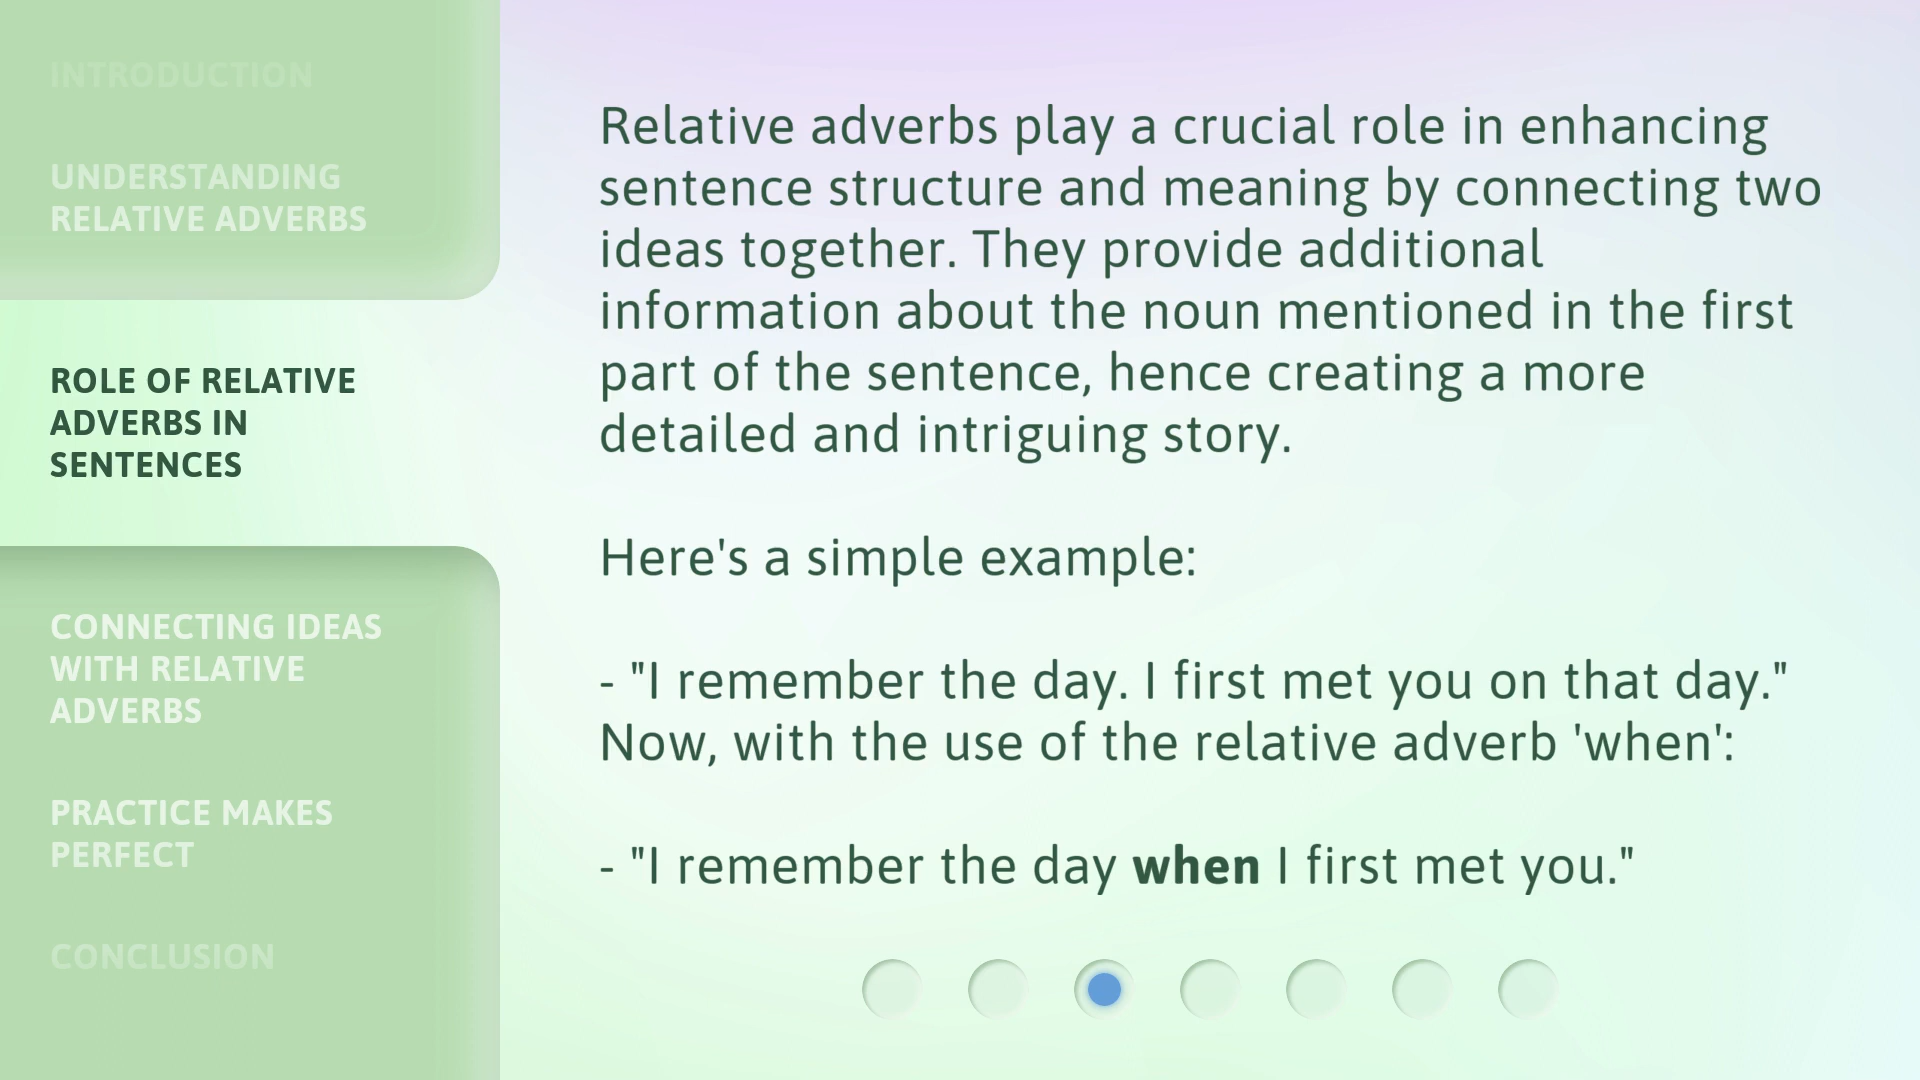 INTRODUCTION
UNDERSTANDING
RELATIVE ADVERBS
ROLE OF RELATIVE
ADVERBS IN
SENTENCES
CONNECTING IDEAS
WITH RELATIVE
ADVERBS
PRACTICE MAKES
PERFECT
CONCLUSION
Relative adverbs play a crucial role in enhancing
sentence structure and meaning by connecting two
ideas together. They provide additional
information about the noun mentioned in the first
part of the sentence, hence creating a more
detailed and intriguing story.
Here's a simple example:
- "I remember the day. I first met you on that day."
Now, with the use of the relative adverb 'when':
- "I remember the day when I first met you."